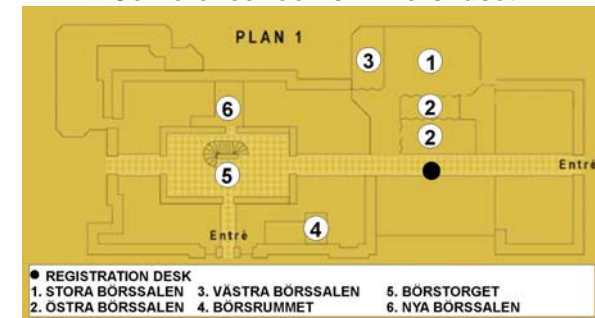 PLAN 1
3
1
2
2
6
5
4
Entré
Entré
● REGISTRATION DESK
1. STORA BÖRSSALEN 3. VÄSTRA BÖRSSALEN 5. BÖRSTORGET
2. ÖSTRA BÖRSSALEN 4. BÖRSRUMMET 6. NYA BÖRSSALEN